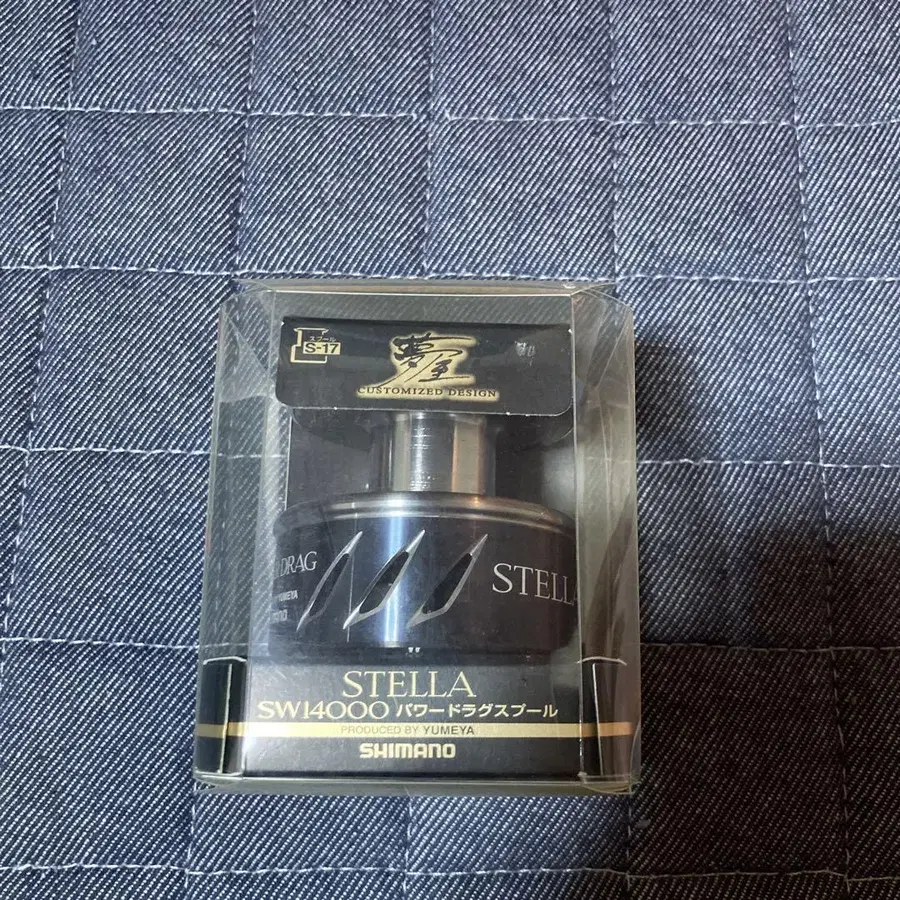 スプール
S-17
夢屋
CUSTOMIZED DESIGN
DRAG
YUMEYA
STELLA
STELLA
SW14000 パワードラグスプール
PRODUCED BY YUMEYA
SHIMANO